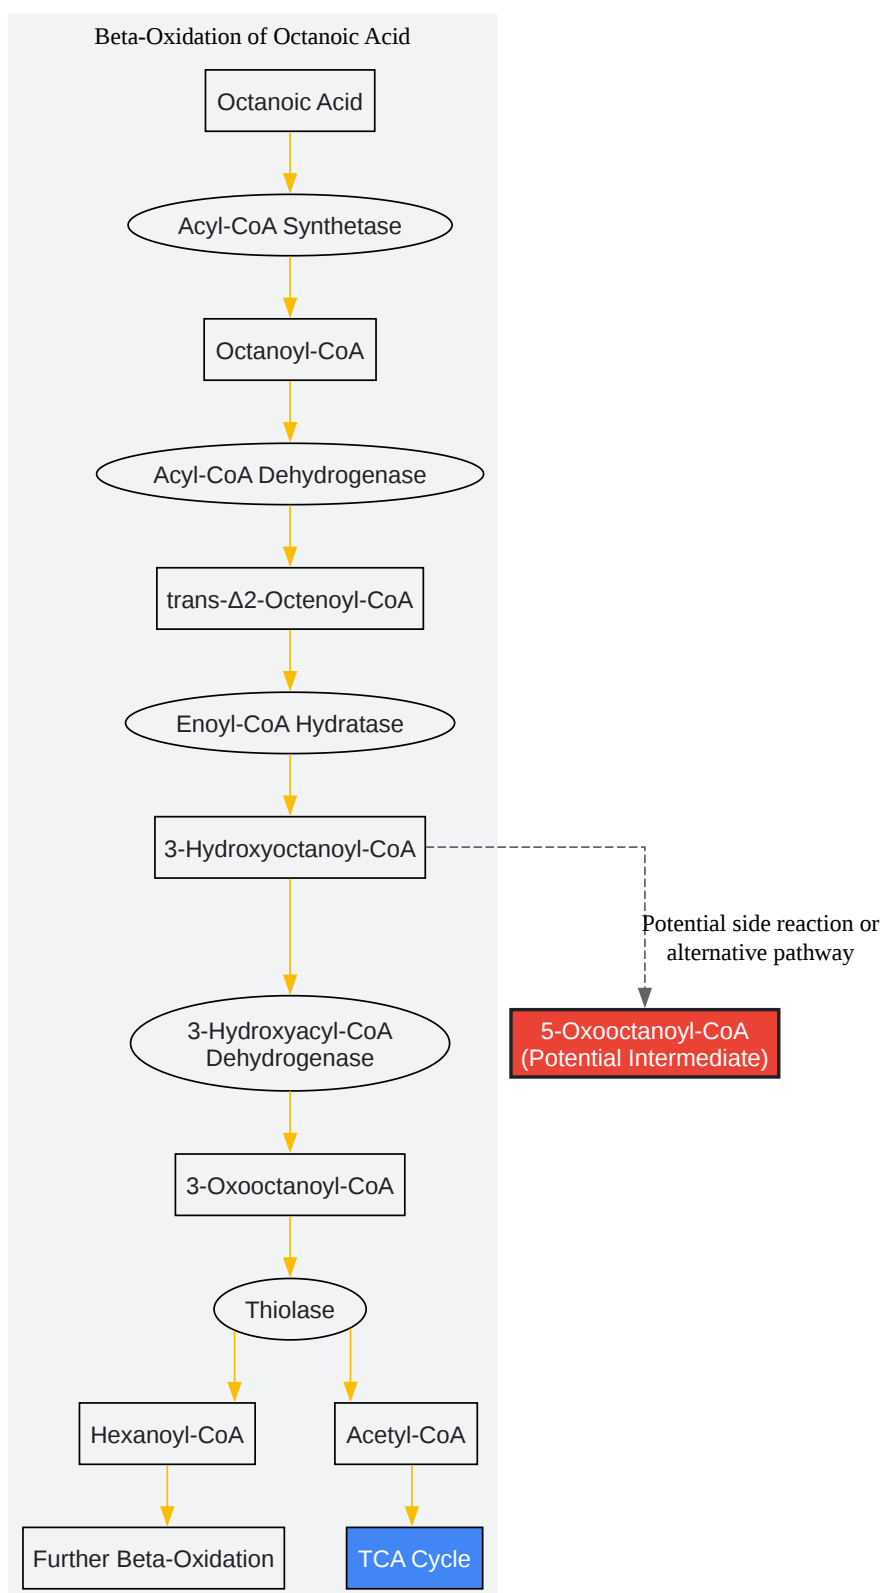 Beta-Oxidation of Octanoic Acid
Octanoic Acid
Acyl-CoA Synthetase
Octanoyl-CoA
Acyl-CoA Dehydrogenase
trans-Δ2-Octenoyl-CoA
Enoyl-CoA Hydratase
3-Hydroxyoctanoyl-CoA
Potential side reaction or
alternative pathway
3-Hydroxyacyl-CoA
Dehydrogenase
5-Oxooctanoyl-CoA
(Potential Intermediate)
3-Oxooctanoyl-CoA
Thiolase
Hexanoyl-CoA
Acetyl-CoA
Further Beta-Oxidation
TCA Cycle